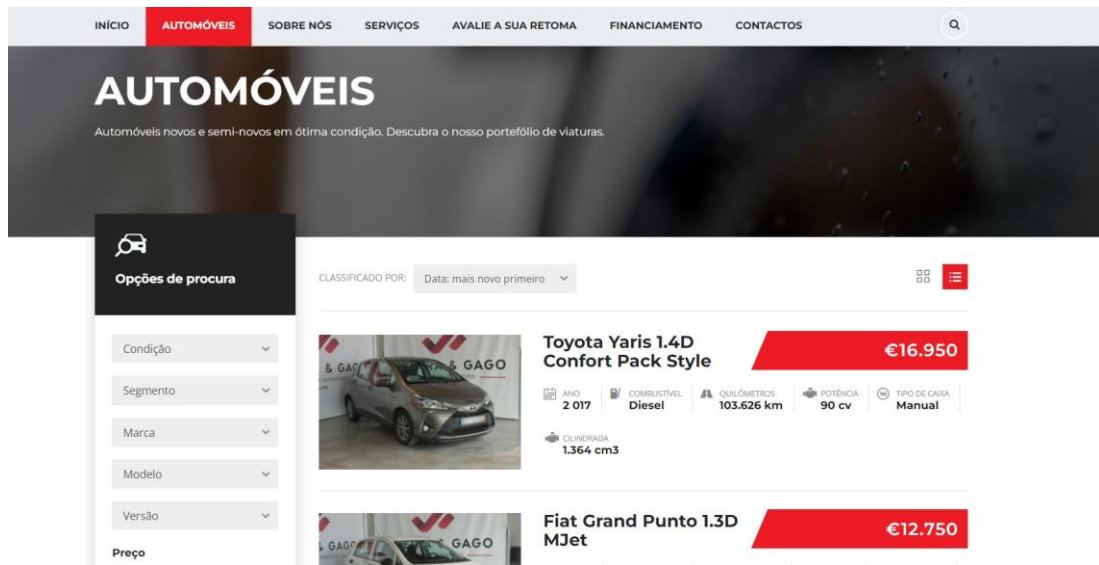 INÍCIO AUTOMÓVEIS SOBRE NÓS SERVIÇOS AVALIE A SUA RETOMA FINANCIAMENTO CONTACTOS
AUTOMÓVEIS
Automóveis novos e semi-novos em ótima condição. Descubra o nosso portefólio de viaturas.
Opções de procura
Condição
Segmento
Marca
Modelo
Versão
Preço
CLASSIFICADO POR: Data: mais novo primeiro
& GAGO
Toyota Yaris 1.4D
Confort Pack Style
€16.950
ANO COMBUSTÍVEL QUILÓMETROS POTÊNCIA TIPO DE CAIXA
2 017 Diesel 103.626 km 90 cv Manual
CILINDRADA
1.364 cm3
GAGO
Fiat Grand Punto 1.3D
MJet
€12.750